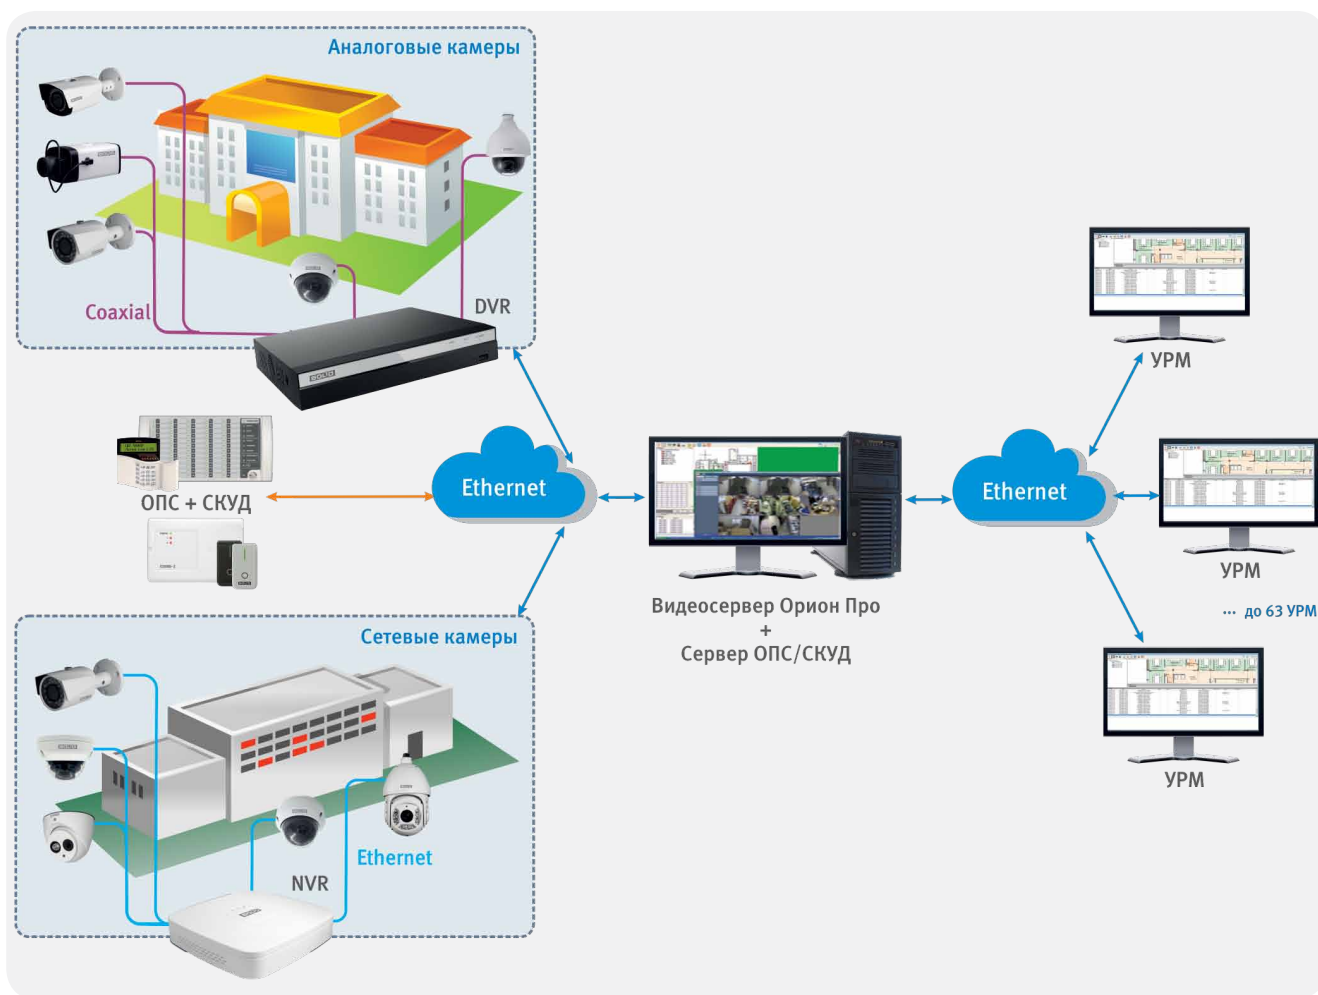 Аналоговые камеры
Coaxial
DVR
BOLID
ОПС + СКУД
Ethernet
Ethernet
Видеосервер Орион Про
+
Сервер ОПС/СКУД
УРМ
УРМ
... до 63 УРМ
УРМ
Сетевые камеры
Ethernet
NVR